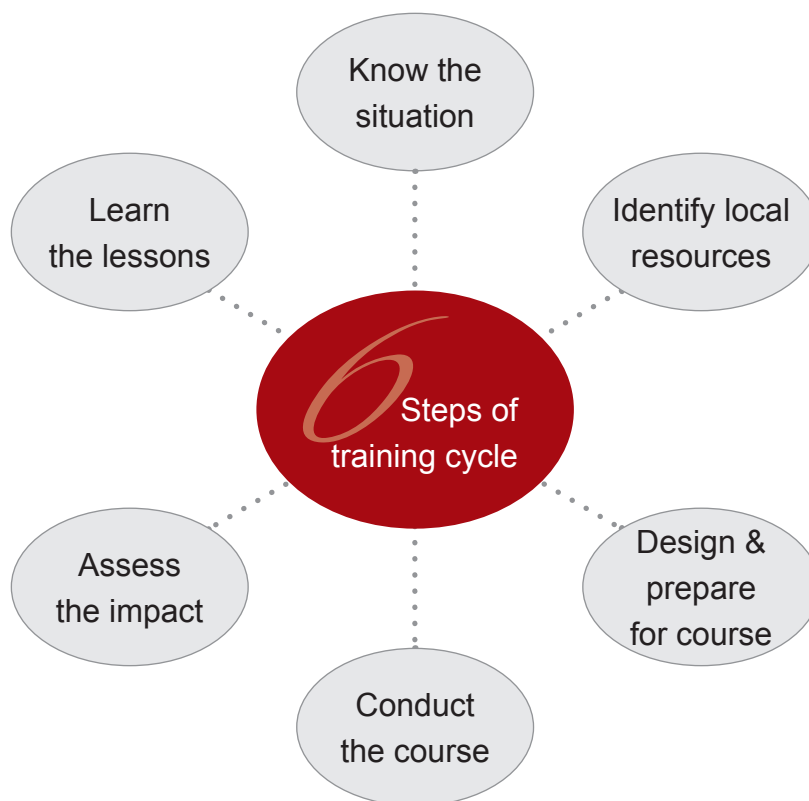 Know the
situation
Identify local
resources
Design &
prepare
for course
Conduct
the course
Assess
the impact
Learn
the lessons
6 Steps of
training cycle